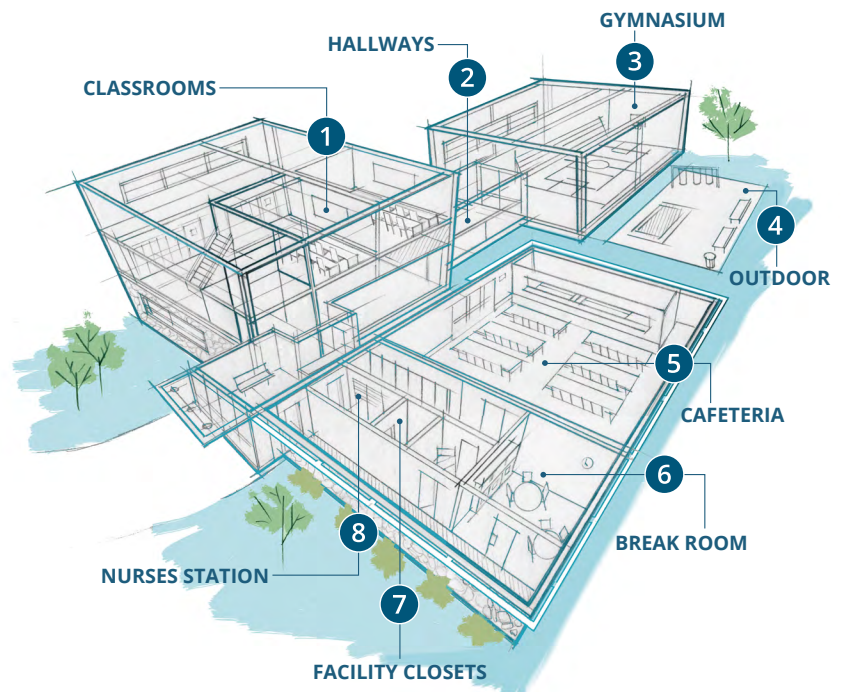 GYMNASIUM
3
HALLWAYS
2
CLASSROOMS
1
4
OUTDOOR
5
CAFETERIA
6
BREAK ROOM
8
NURSES STATION
7
FACILITY CLOSETS